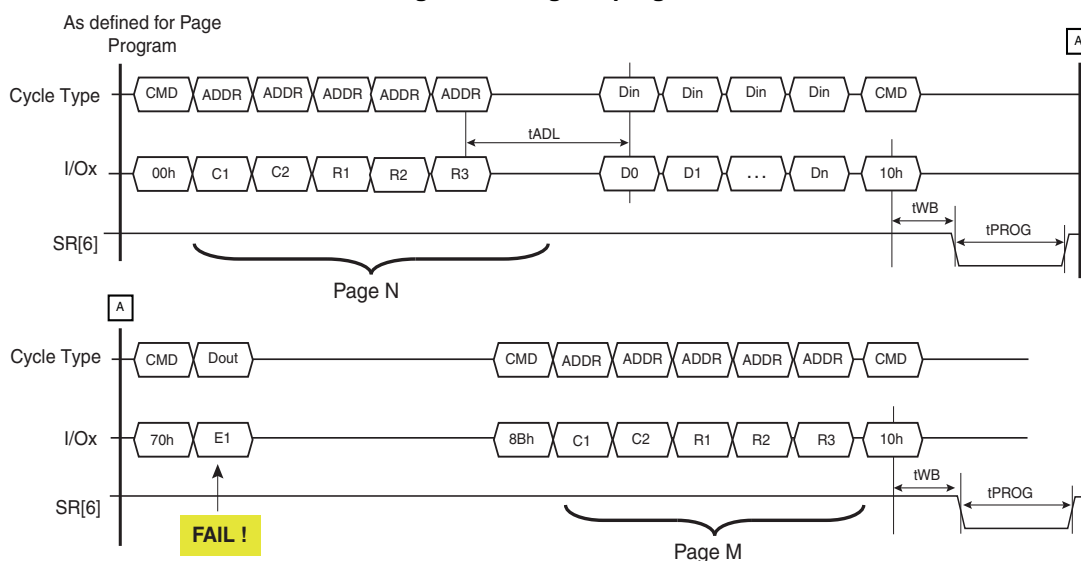 As defined for Page
Program
A
Cycle Type
CMD ADDR ADDR ADDR ADDR ADDR Din Din Din Din CMD
tADL
I/Ox
00h C1 C2 R1 R2 R3 D0 D1 ... Dn 10h
tWB
tPROG
SR[6]
Page N
A
Cycle Type
CMD Dout CMD ADDR ADDR ADDR ADDR ADDR CMD
I/Ox
70h E1 8Bh C1 C2 R1 R2 R3 10h
tWB
tPROG
SR[6]
FAIL !
Page M